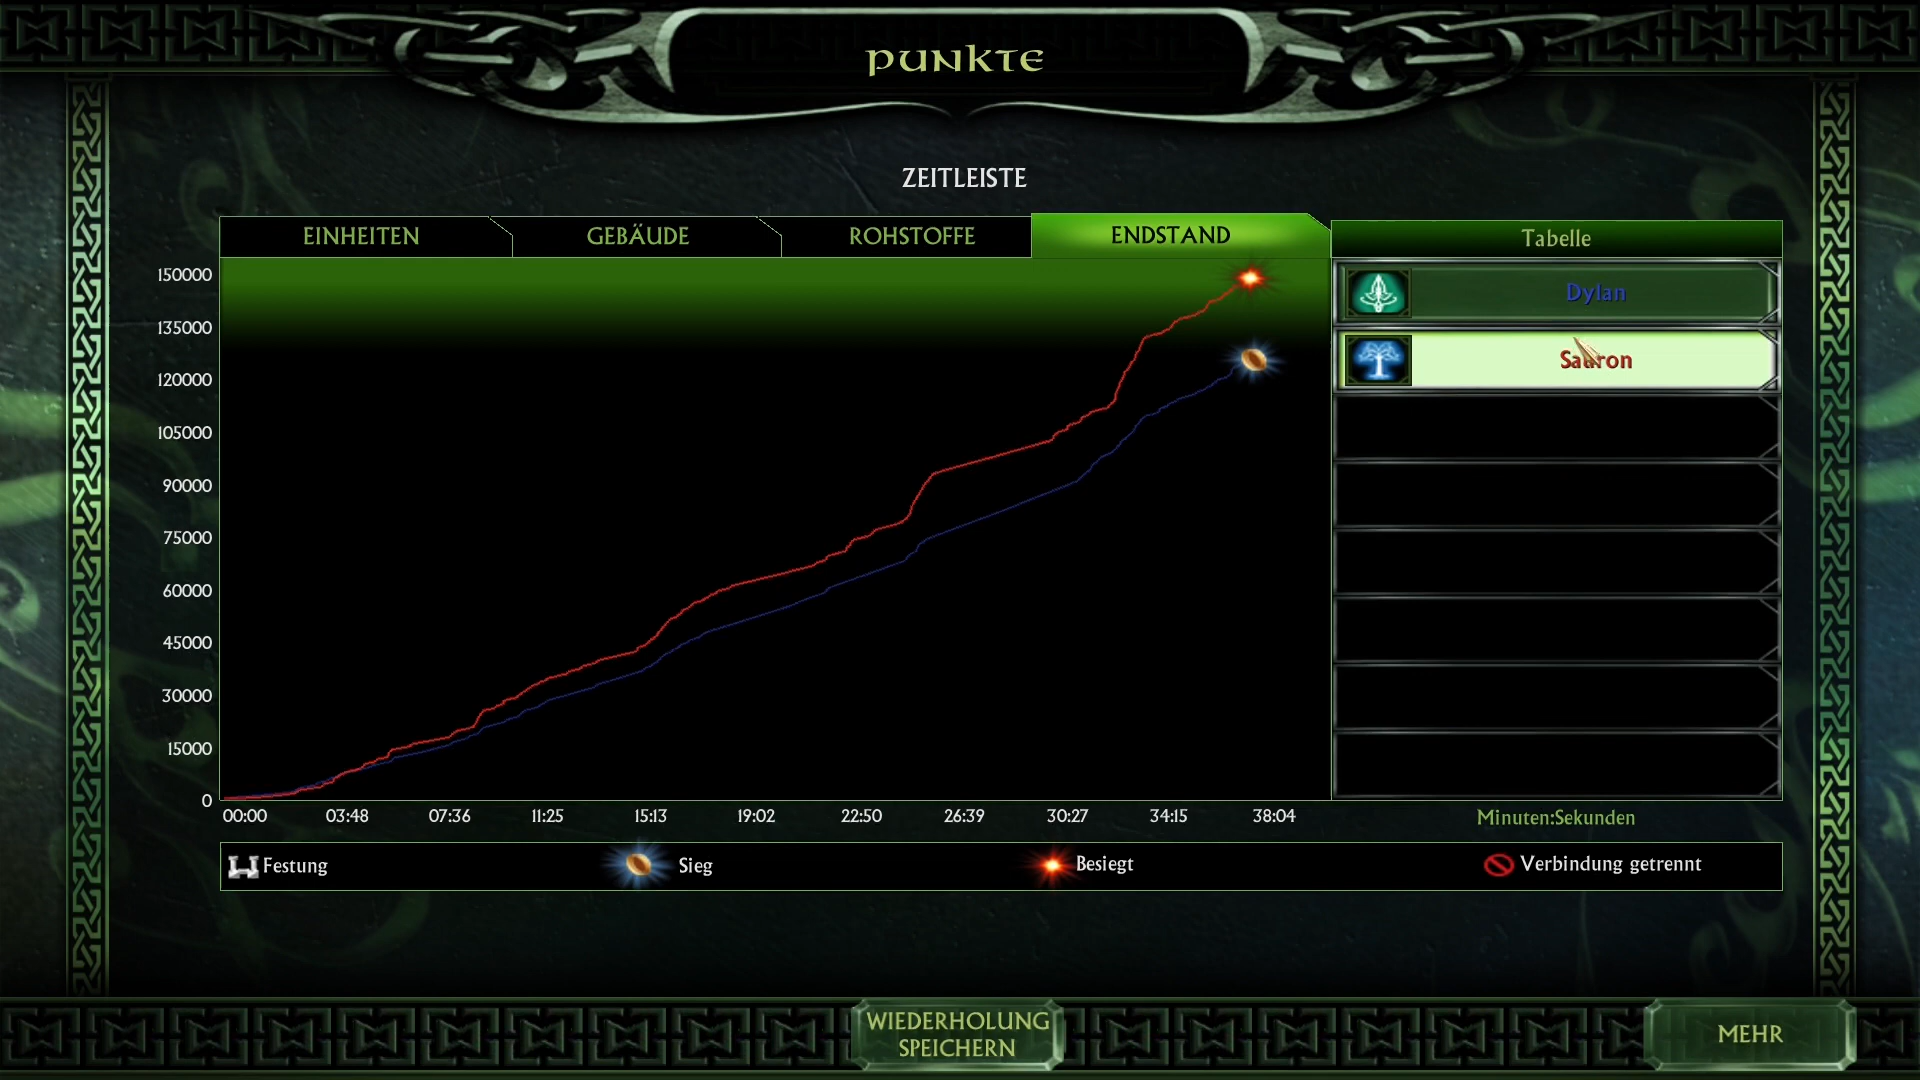 PUNKTE
ZEITLEISTE
EINHEITEN
GEBÄUDE
ROHSTOFFE
ENDSTAND
Tabelle
150000
135000
120000
105000
90000
75000
60000
45000
30000
15000
0
Dylan
Sauron
00:00
03:48
07:36
11:25
15:13
19:02
22:50
26:39
30:27
34:15
38:04
Minuten:Sekunden
Festung
Sieg
Besiegt
Verbindung getrennt
WIEDERHOLUNG
SPEICHERN
MEHR